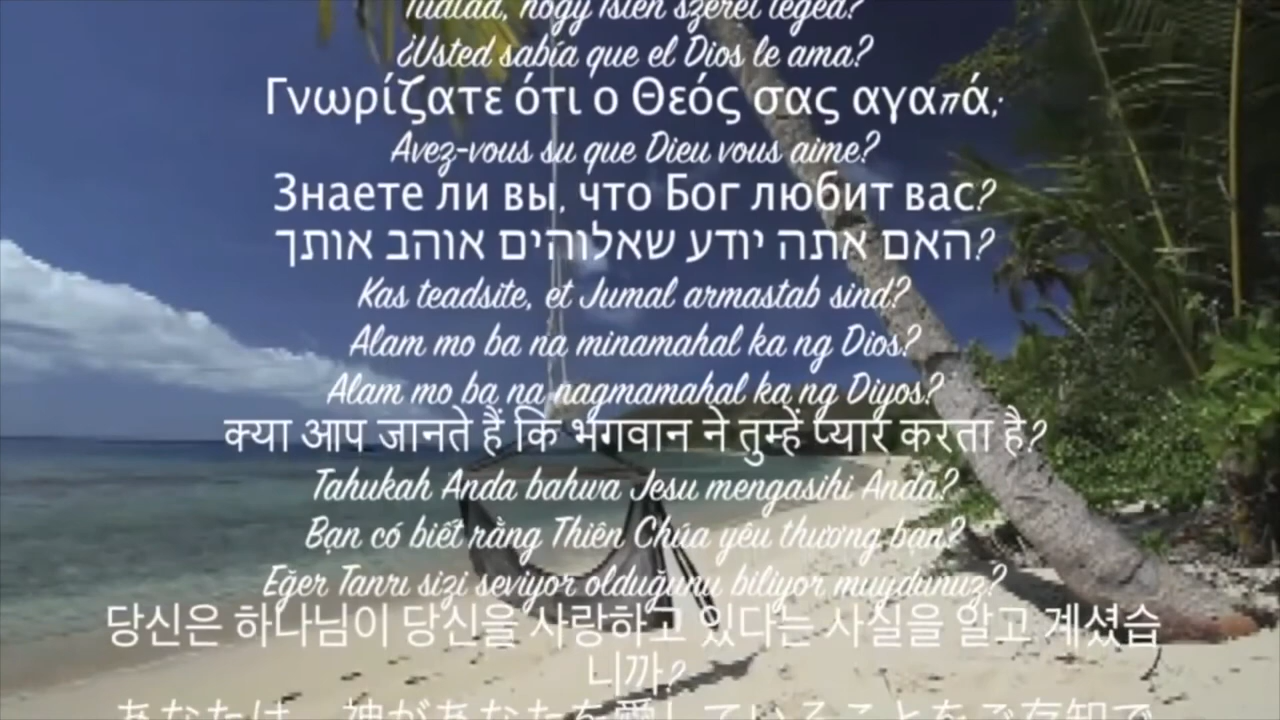 hogy Isten szeret téged?
¿Usted sabía que el Dios le ama?
Γνωρίζατε ότι ο Θεός σας αγαπά;
Avez-vous su que Dieu vous aime?
Знаете ли вы, что Бог любит вас?
האם אתה יודע שאלוהים אוהב אותך?
Kas teadsite, et Jumal armastab sind?
Alam mo ba na minamahal ka ng Dios?
Alam mo ba na nagmamahal ka ng Diyos?
क्या आप जानते हैं कि भगवान ने तुम्हें प्यार करता है?
Tahukah Anda bahwa Jesu mengasihi Anda?
Bạn có biết rằng Thiên Chúa yêu thương bạn?
Eğer Tanrı sizi seviyor olduğunu biliyor muydunuz?
당신은 하나님이 당신을 사랑하고 있다는 사실을 알고 계셨습
니까?
あなたは、神があなたを愛していることをご存知で